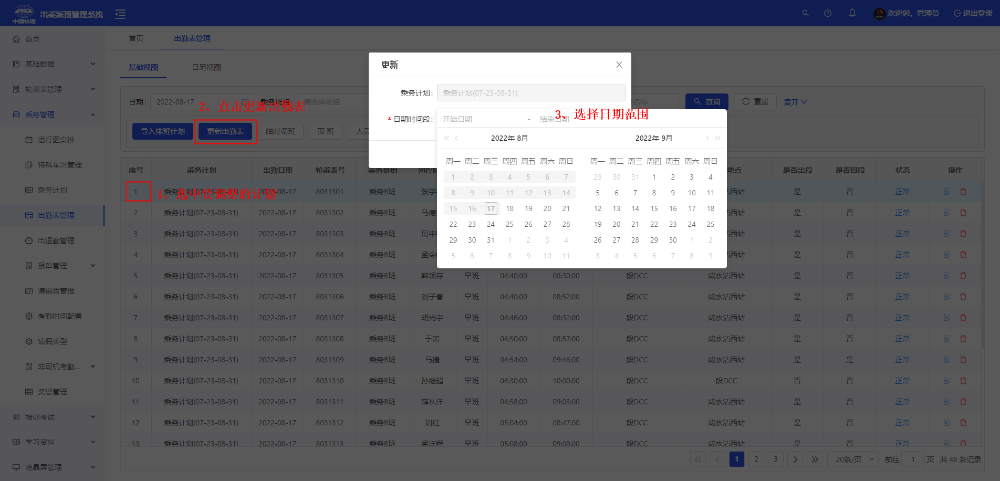 中国铁建 出乘派班管理系统 欢迎您，管理员 退出登录
首页
基础数据
轮乘表管理
乘务管理
运行图安排
特殊车次管理
乘务计划
出勤表管理
出退勤管理
报单管理
请销假管理
考勤时间配置
请假类型
非司机考勤...
奖惩管理
培训考试
学习资料
液晶屏管理
首页 出勤表管理
基础视图 日历视图
日期: 2022-08-17 乘务班组: 请选择班组 名称 查询 重置 展开
2、点击更新出勤表
导入排班计划 更新出勤表 临时调班 顶 班 人员
更新
乘务计划: 乘务计划(07-23-08-31)
* 日期时间段: 开始日期 ~ 结束日期
3、选择日期范围
2022年 8月 2022年 9月
周一 周二 周三 周四 周五 周六 周日 周一 周二 周三 周四 周五 周六 周日
1 2 3 4 5 6 7 29 30 31 1 2 3 4
8 9 10 11 12 13 14 5 6 7 8 9 10 11
15 16 17 18 19 20 21 12 13 14 15 16 17 18
22 23 24 25 26 27 28 19 20 21 22 23 24 25
29 30 31 1 2 3 4 26 27 28 29 30 1 2
5 6 7 8 9 10 11 3 4 5 6 7 8 9
序号 乘务计划 出勤日期 轮乘表号 乘务班组 地点 是否出段 是否回段 状态 操作
1、选中要调整的计划
1 乘务计划(07-23-08-31) 2022-08-17 8031301 乘务B班 张学 西站 是 否 正常
2 乘务计划(07-23-08-31) 2022-08-17 8031302 乘务B班 马德 西站 是 否 正常
3 乘务计划(07-23-08-31) 2022-08-17 8031303 乘务B班 历中 西站 是 否 正常
4 乘务计划(07-23-08-31) 2022-08-17 8031304 乘务B班 孟令 西站 是 否 正常
5 乘务计划(07-23-08-31) 2022-08-17 8031305 乘务B班 韩领存 早班 04:40:00 08:30:00 段DCC 咸水沽西站 是 否 正常
6 乘务计划(07-23-08-31) 2022-08-17 8031306 乘务B班 刘子春 早班 04:40:00 08:52:00 段DCC 咸水沽西站 是 否 正常
7 乘务计划(07-23-08-31) 2022-08-17 8031307 乘务B班 胡光宇 早班 04:46:00 08:32:00 段DCC 咸水沽西站 是 否 正常
8 乘务计划(07-23-08-31) 2022-08-17 8031308 乘务B班 于涛 早班 04:50:00 08:57:00 段DCC 咸水沽西站 是 否 正常
9 乘务计划(07-23-08-31) 2022-08-17 8031309 乘务B班 马捷 早班 04:54:00 09:46:00 段DCC 咸水沽西站 是 是 正常
10 乘务计划(07-23-08-31) 2022-08-17 8031310 乘务B班 孙继超 早班 04:30:00 10:00:00 段DCC 段DCC 否 否 正常
11 乘务计划(07-23-08-31) 2022-08-17 8031311 乘务B班 薛从洋 早班 04:58:00 09:03:00 段DCC 咸水沽西站 是 否 正常
12 乘务计划(07-23-08-31) 2022-08-17 8031312 乘务B班 刘柱 早班 05:04:00 08:47:00 段DCC 咸水沽西站 是 否 正常
13 乘务计划(07-23-08-31) 2022-08-17 8031313 乘务B班 孟详程 早班 05:08:00 09:08:00 段DCC 咸水沽西站 是 否 正常
1 2 3 20条/页 前往 1 页 共 48 条记录